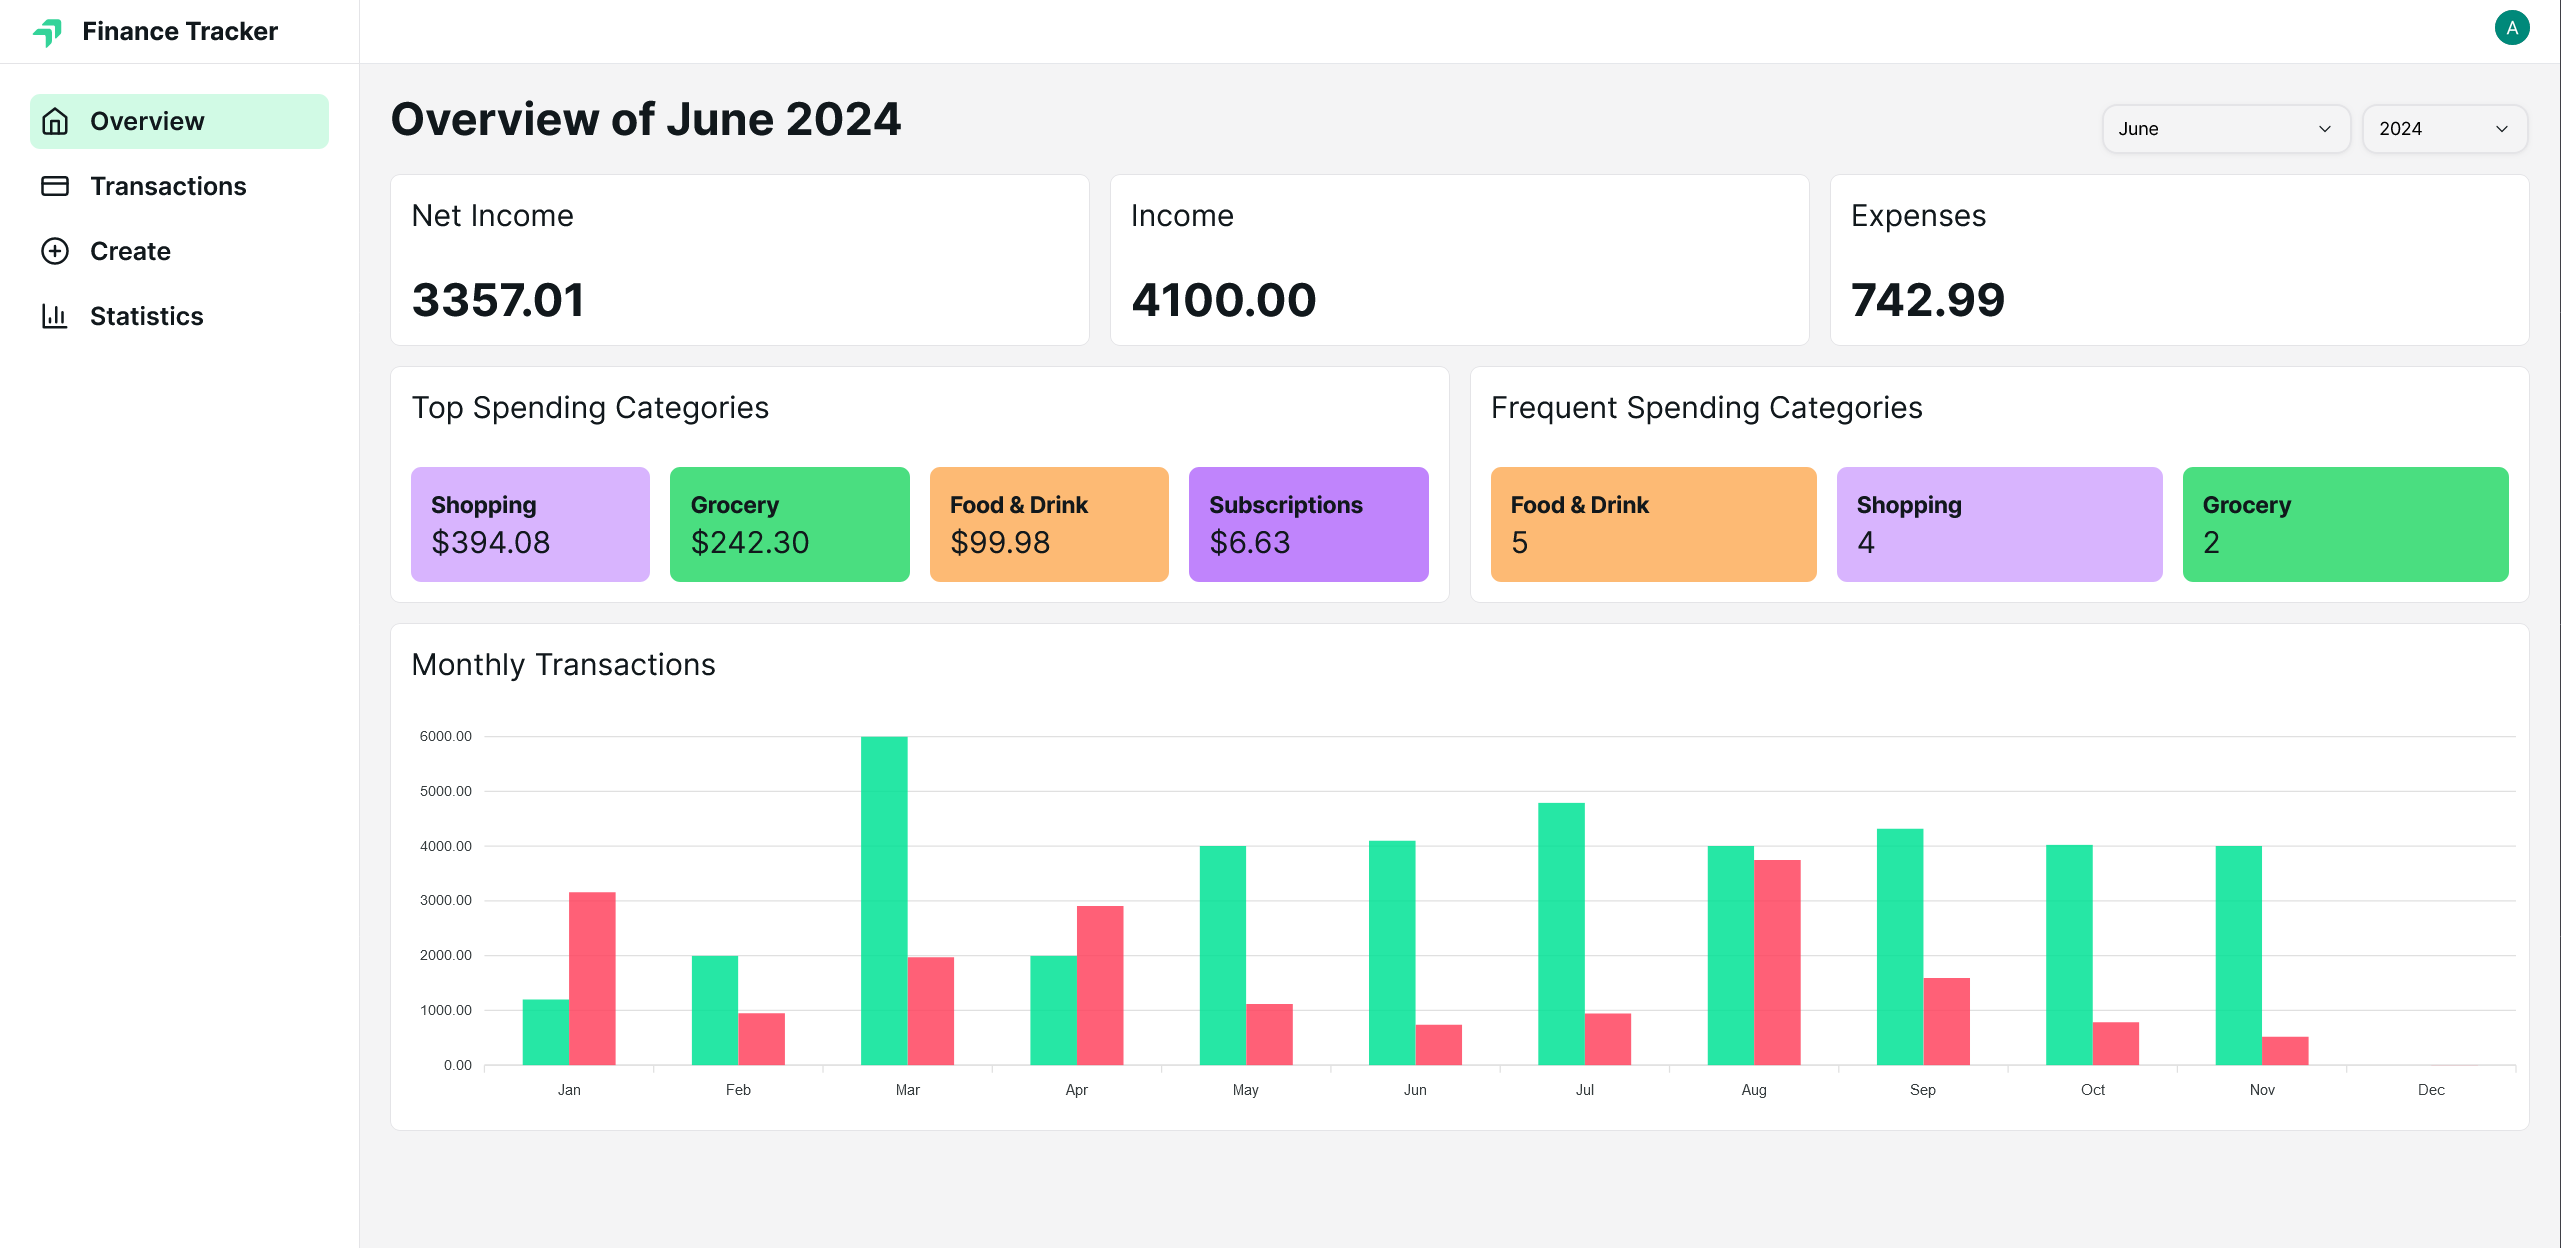 Finance Tracker
A
Overview
Transactions
Create
Statistics
Overview of June 2024
June
2024
Net Income
3357.01
Income
4100.00
Expenses
742.99
Top Spending Categories
Shopping
$394.08
Grocery
$242.30
Food & Drink
$99.98
Subscriptions
$6.63
Frequent Spending Categories
Food & Drink
5
Shopping
4
Grocery
2
Monthly Transactions
6000.00
5000.00
4000.00
3000.00
2000.00
1000.00
0.00
Jan Feb Mar Apr May Jun Jul Aug Sep Oct Nov Dec